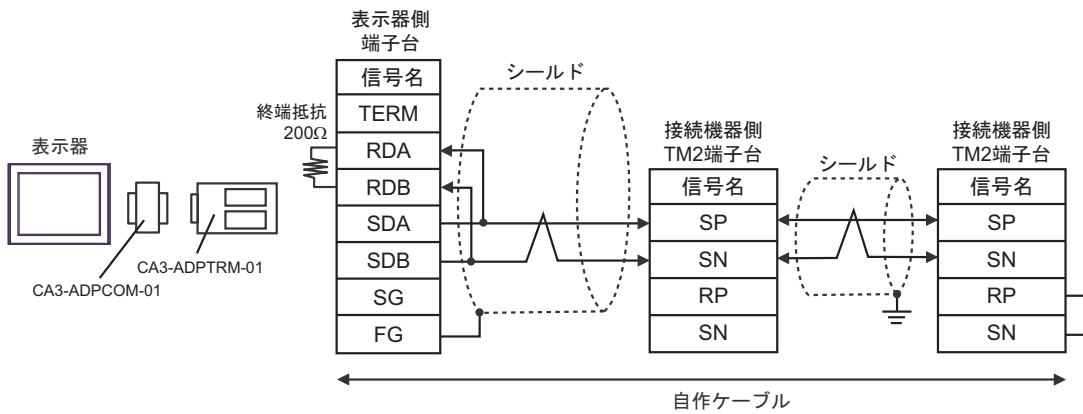 表示器
CA3-ADPCOM-01
CA3-ADPTRM-01
終端抵抗
200Ω
表示器側
端子台
信号名
TERM
RDA
RDB
SDA
SDB
SG
FG
シールド
接続機器側
TM2端子台
信号名
SP
SN
RP
SN
シールド
接続機器側
TM2端子台
信号名
SP
SN
RP
SN
自作ケーブル